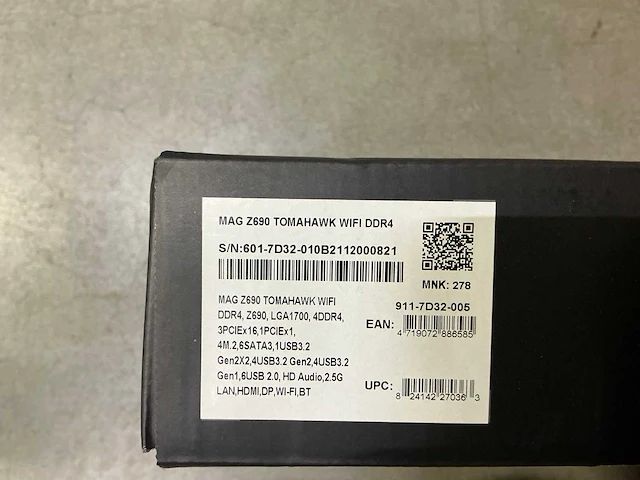 MAG Z690 TOMAHAWK WIFI DDR4
S/N:601-7D32-010B2112000821
MNK: 278
911-7D32-005
MAG Z690 TOMAHAWK WIFI
DDR4, Z690, LGA1700, 4DDR4,
3PCIEx16,1PCIEx1,
4M.2,6SATA3,1USB3.2
Gen2X2,4USB3.2 Gen2,4USB3.2
Gen1,6USB 2.0, HD Audio,2.5G
LAN,HDMI,DP,WI-FI,BT
EAN:
4 719072 886585
UPC:
8 24142 27036 3